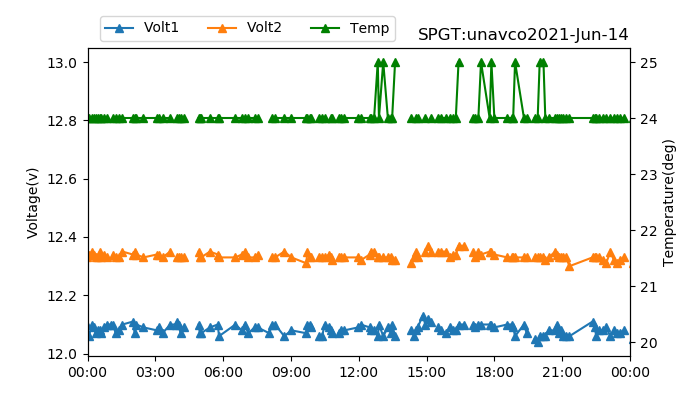 Volt1 Volt2 Temp
SPGT:unavco2021-Jun-14
13.0
12.8
12.6
12.4
12.2
12.0
Voltage(v)
25
24
23
22
21
20
Temperature(deg)
00:00 03:00 06:00 09:00 12:00 15:00 18:00 21:00 00:00